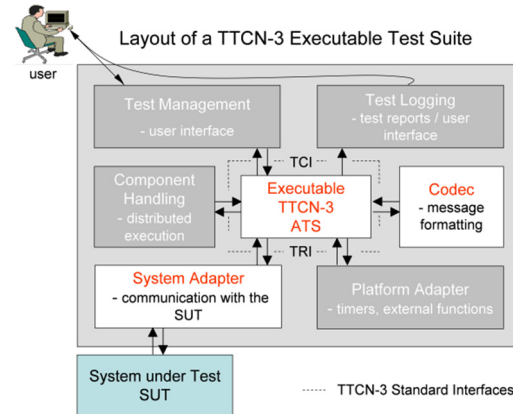 Layout of a TTCN-3 Executable Test Suite
user
Test Management
- user interface
Test Logging
- test reports / user
interface
TCI
Component
Handling
- distributed
execution
Executable
TTCN-3
ATS
Codec
- message
formatting
TRI
System Adapter
- communication with the
SUT
Platform Adapter
- timers, external functions
System under Test
SUT
TTCN-3 Standard Interfaces